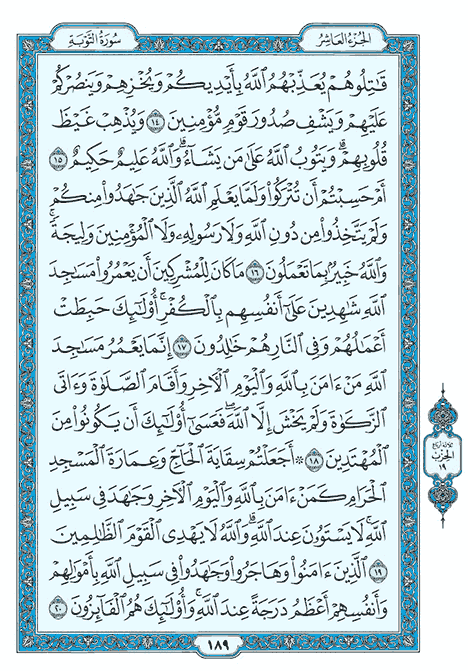 الجُزْءُ العَاشِرُ
سُورَةُ التَّوْبَةِ
قَٰتِلُوهُمْ يُعَذِّبْهُمُ ٱللَّهُ بِأَيْدِيكُمْ وَيُخْزِهِمْ وَيَنصُرْكُمْ
عَلَيْهِمْ وَيَشْفِ صُدُورَ قَوْمٍ مُّؤْمِنِينَ ١٤ وَيُذْهِبْ غَيْظَ
قُلُوبِهِمْ ۗ وَيَتُوبُ ٱللَّهُ عَلَىٰ مَن يَشَآءُ ۗ وَٱللَّهُ عَلِيمٌ حَكِيمٌ ١٥
أَمْ حَسِبْتُمْ أَن تُتْرَكُوا۟ وَلَمَّا يَعْلَمِ ٱللَّهُ ٱلَّذِينَ جَٰهَدُوا۟ مِنكُمْ
وَلَمْ يَتَّخِذُوا۟ مِن دُونِ ٱللَّهِ وَلَا رَسُولِهِۦ وَلَا ٱلْمُؤْمِنِينَ وَلِيجَةً ۚ
وَٱللَّهُ خَبِيرٌۢ بِمَا تَعْمَلُونَ ١٦ مَا كَانَ لِلْمُشْرِكِينَ أَن يَعْمُرُوا۟ مَسَٰجِدَ
ٱللَّهِ شَٰهِدِينَ عَلَىٰٓ أَنفُسِهِم بِٱلْكُفْرِ ۚ أُو۟لَٰٓئِكَ حَبِطَتْ
أَعْمَٰلُهُمْ وَفِى ٱلنَّارِ هُمْ خَٰلِدُونَ ١٧ إِنَّمَا يَعْمُرُ مَسَٰجِدَ
ٱللَّهِ مَنْ ءَامَنَ بِٱللَّهِ وَٱلْيَوْمِ ٱلْءَاخِرِ وَأَقَامَ ٱلصَّلَوٰةَ وَءَاتَى
ٱلزَّكَوٰةَ وَلَمْ يَخْشَ إِلَّا ٱللَّهَ ۖ فَعَسَىٰٓ أُو۟لَٰٓئِكَ أَن يَكُونُوا۟ مِنَ
ٱلْمُهْتَدِينَ ١٨ ۞ أَجَعَلْتُمْ سِقَايَةَ ٱلْحَآجِّ وَعِمَارَةَ ٱلْمَسْجِدِ
ٱلْحَرَامِ كَمَنْ ءَامَنَ بِٱللَّهِ وَٱلْيَوْمِ ٱلْءَاخِرِ وَجَٰهَدَ فِى سَبِيلِ
ٱللَّهِ ۚ لَا يَسْتَوُۥنَ عِندَ ٱللَّهِ ۗ وَٱللَّهُ لَا يَهْدِى ٱلْقَوْمَ ٱلظَّٰلِمِينَ
١٩ ٱلَّذِينَ ءَامَنُوا۟ وَهَاجَرُوا۟ وَجَٰهَدُوا۟ فِى سَبِيلِ ٱللَّهِ بِأَمْوَٰلِهِمْ
وَأَنفُسِهِمْ أَعْظَمُ دَرَجَةً عِندَ ٱللَّهِ ۚ وَأُو۟لَٰٓئِكَ هُمُ ٱلْفَآئِزُونَ ٢٠
ثلاثة أرباع
الحزب
١٩
١٨٩